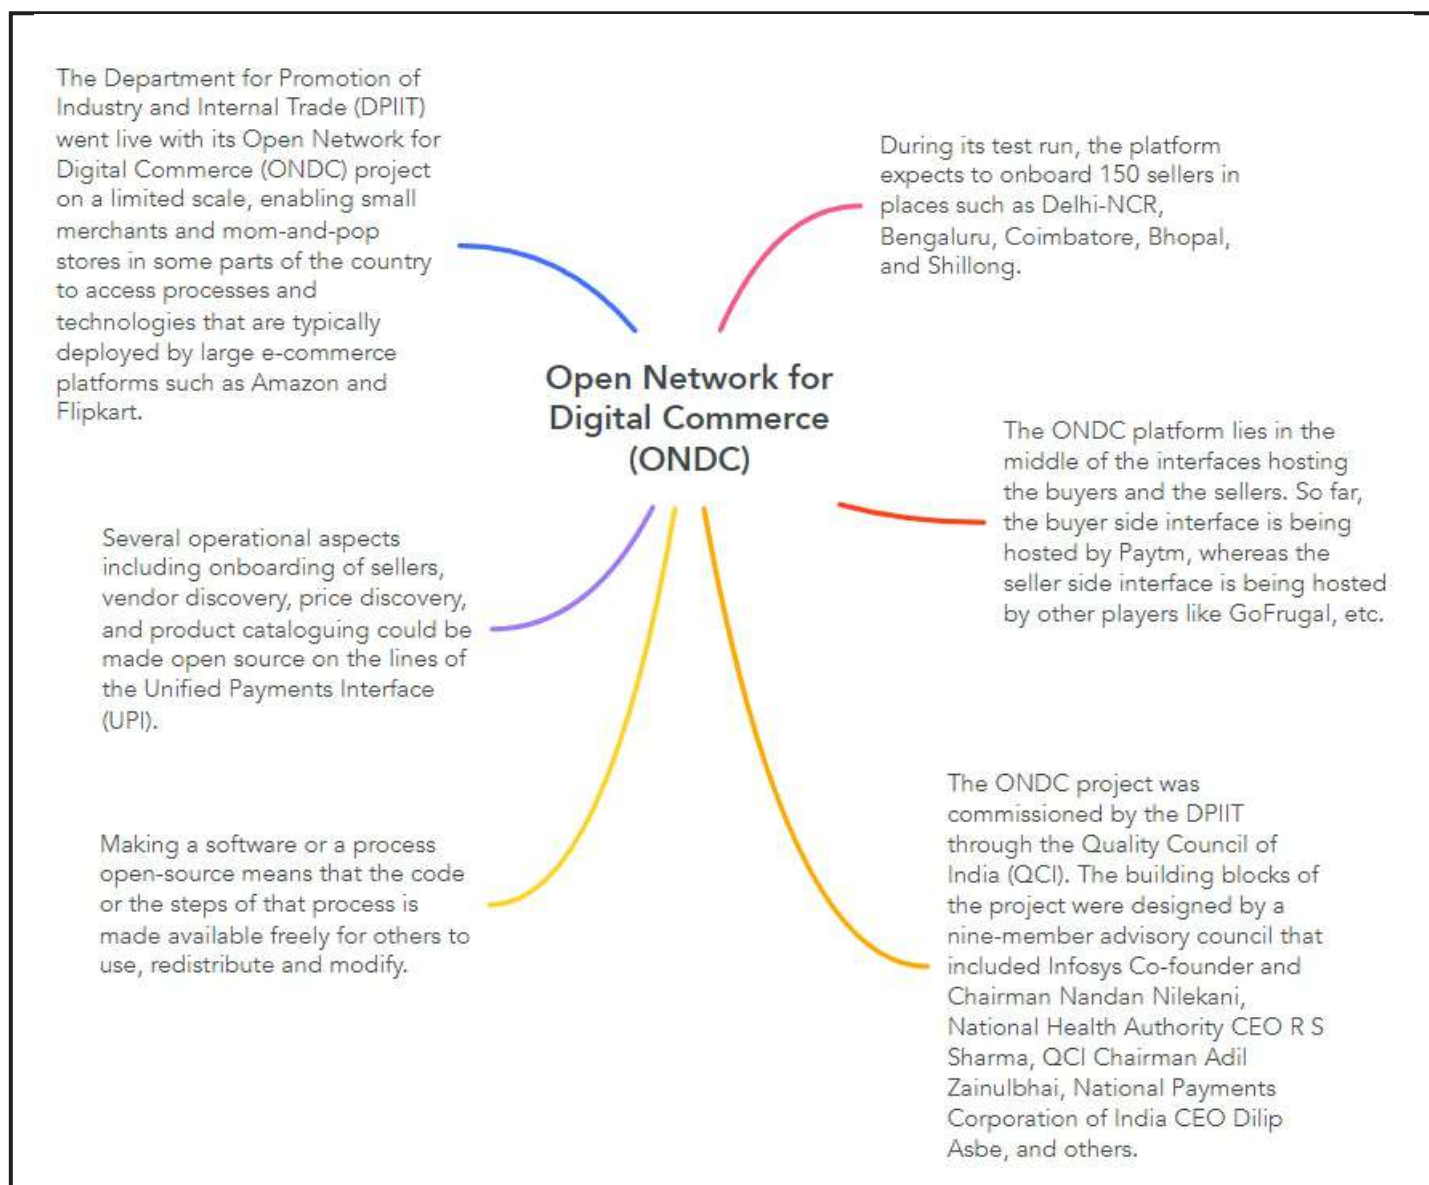 The Department for Promotion of
Industry and Internal Trade (DPIIT)
went live with its Open Network for
Digital Commerce (ONDC) project
on a limited scale, enabling small
merchants and mom-and-pop
stores in some parts of the country
to access processes and
technologies that are typically
deployed by large e-commerce
platforms such as Amazon and
Flipkart.
During its test run, the platform
expects to onboard 150 sellers in
places such as Delhi-NCR,
Bengaluru, Coimbatore, Bhopal,
and Shillong.
Open Network for
Digital Commerce
(ONDC)
The ONDC platform lies in the
middle of the interfaces hosting
the buyers and the sellers. So far,
the buyer side interface is being
hosted by Paytm, whereas the
seller side interface is being hosted
by other players like GoFrugal, etc.
Several operational aspects
including onboarding of sellers,
vendor discovery, price discovery,
and product cataloguing could be
made open source on the lines of
the Unified Payments Interface
(UPI).
Making a software or a process
open-source means that the code
or the steps of that process is
made available freely for others to
use, redistribute and modify.
The ONDC project was
commissioned by the DPIIT
through the Quality Council of
India (QCI). The building blocks of
the project were designed by a
nine-member advisory council that
included Infosys Co-founder and
Chairman Nandan Nilekani,
National Health Authority CEO R S
Sharma, QCI Chairman Adil
Zainulbhai, National Payments
Corporation of India CEO Dilip
Asbe, and others.